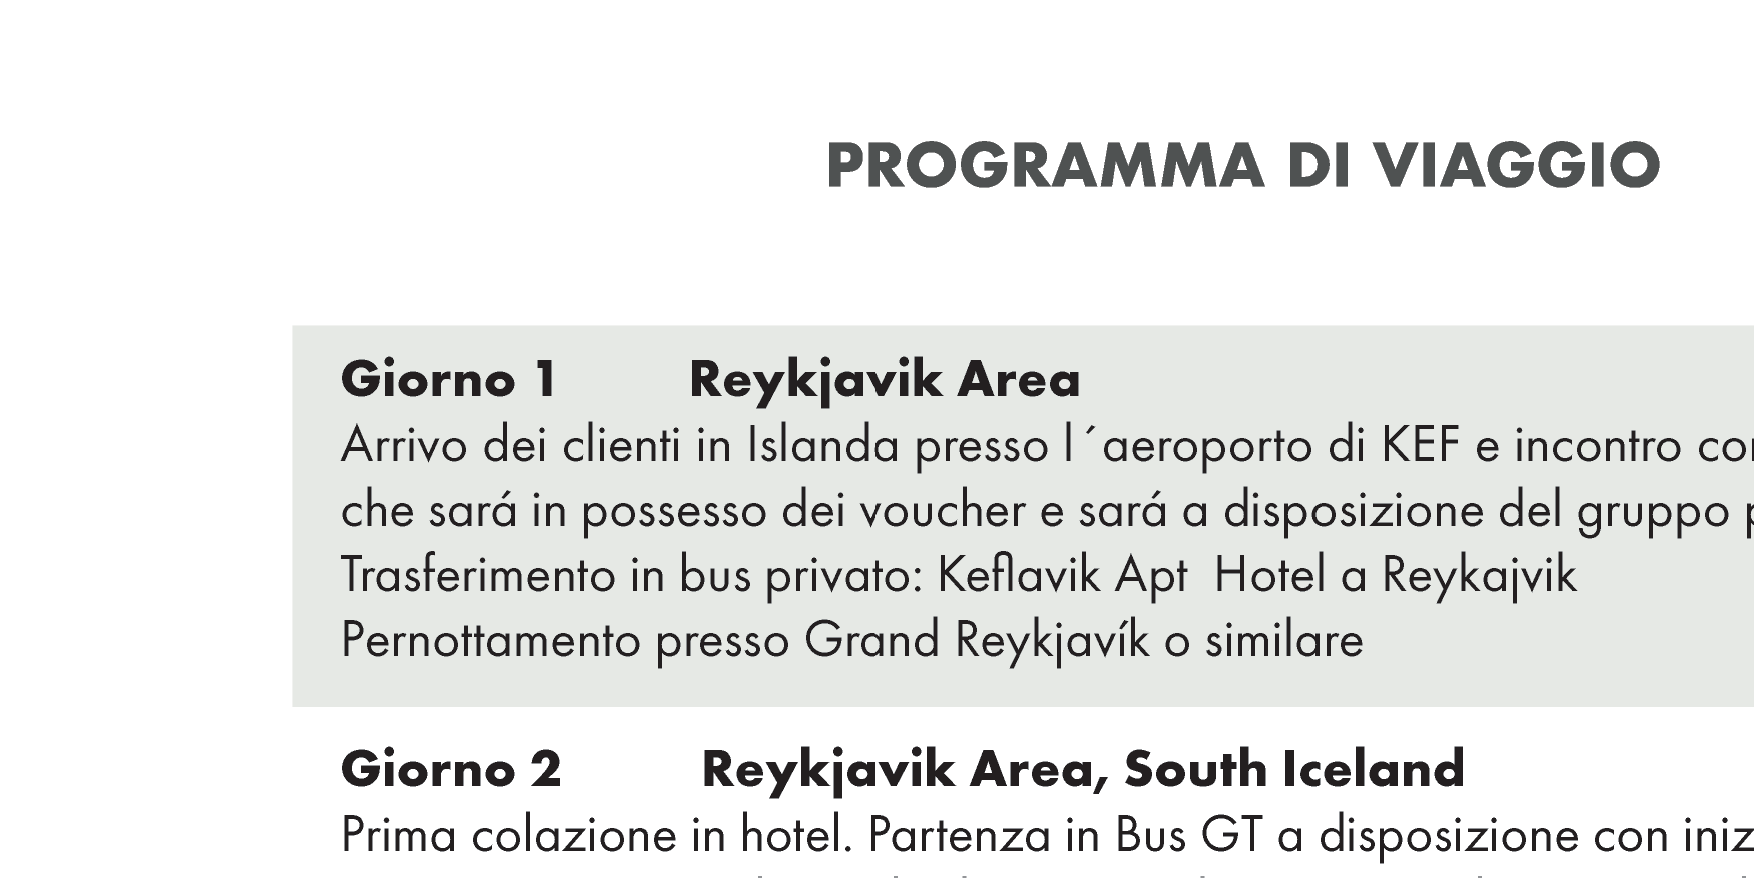 PROGRAMMA DI VIAGGIO
Giorno 1 Reykjavik Area
Arrivo dei clienti in Islanda presso l´aeroporto di KEF e incontro
che sará in possesso dei voucher e sará a disposizione del gruppo
Trasferimento in bus privato: Keflavik Apt Hotel a Reykajvik
Pernottamento presso Grand Reykjavík o similare
Giorno 2 Reykjavik Area, South Iceland
Prima colazione in hotel. Partenza in Bus GT a disposizione con